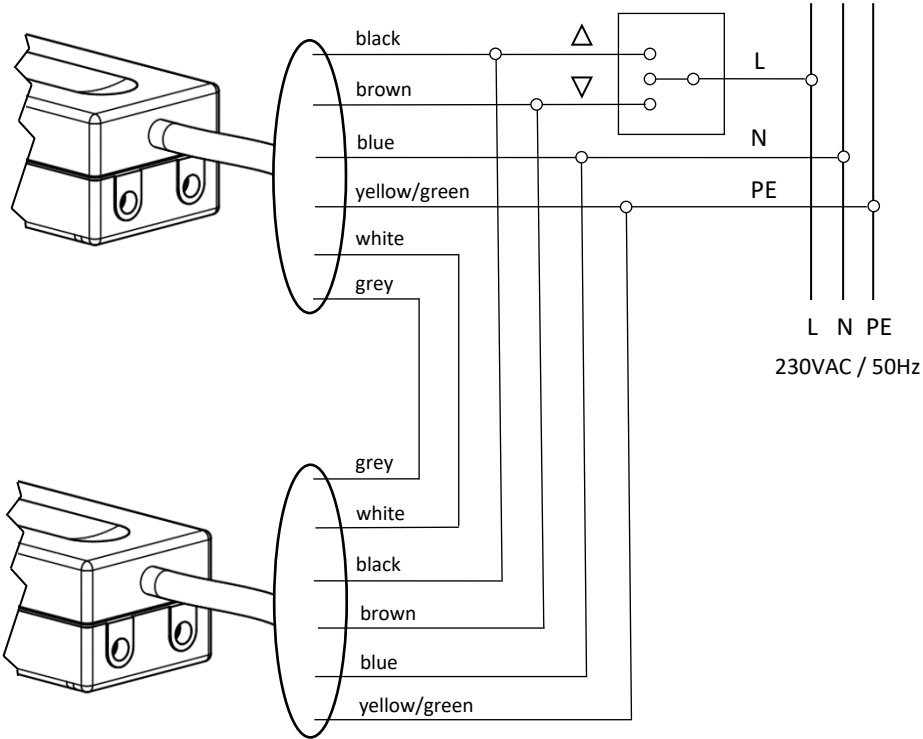 black
△
L
brown
▽
blue
N
yellow/green
PE
white
grey
L N PE
230VAC / 50Hz
grey
white
black
brown
blue
yellow/green